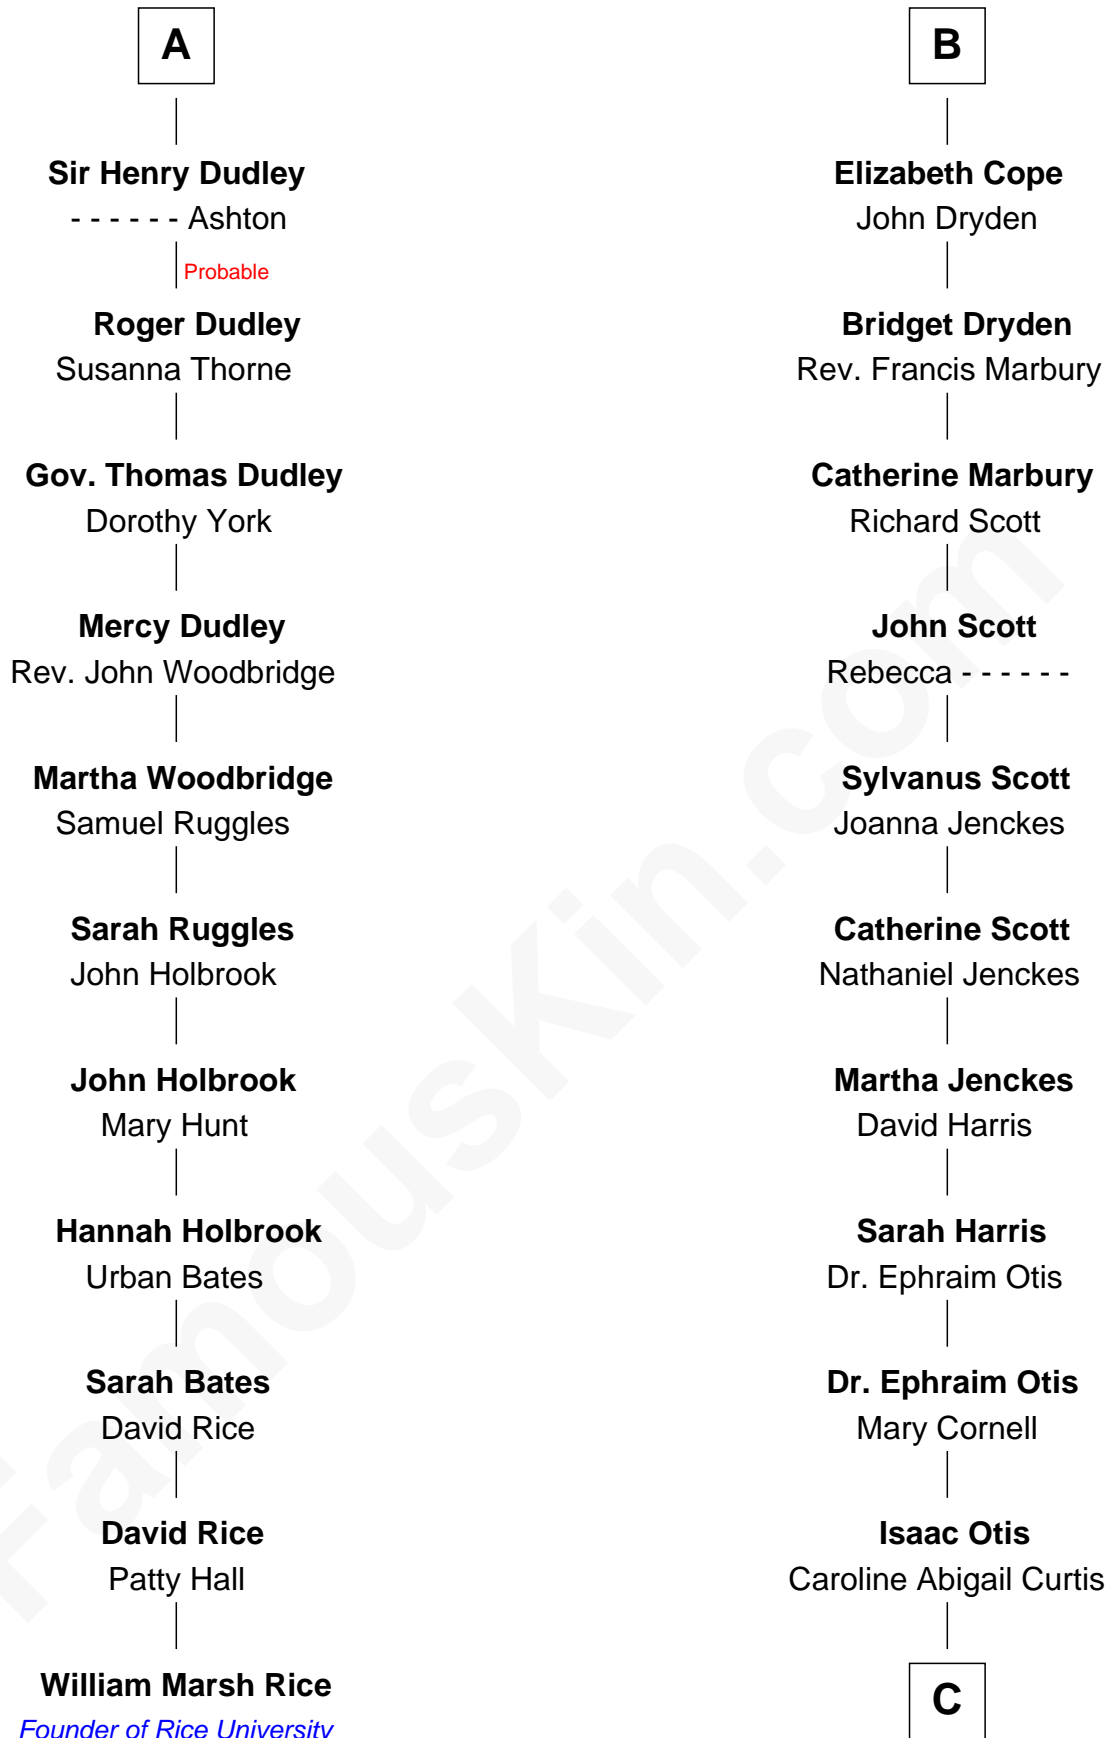 A
Sir Henry Dudley
- - - - - - Ashton
Probable
Roger Dudley
Susanna Thorne
Gov. Thomas Dudley
Dorothy York
Mercy Dudley
Rev. John Woodbridge
Martha Woodbridge
Samuel Ruggles
Sarah Ruggles
John Holbrook
John Holbrook
Mary Hunt
Hannah Holbrook
Urban Bates
Sarah Bates
David Rice
David Rice
Patty Hall
William Marsh Rice
Founder of Rice University
B
Elizabeth Cope
John Dryden
Bridget Dryden
Rev. Francis Marbury
Catherine Marbury
Richard Scott
John Scott
Rebecca - - - - - -
Sylvanus Scott
Joanna Jenckes
Catherine Scott
Nathaniel Jenckes
Martha Jenckes
David Harris
Sarah Harris
Dr. Ephraim Otis
Dr. Ephraim Otis
Mary Cornell
Isaac Otis
Caroline Abigail Curtis
C
FamousKin.com